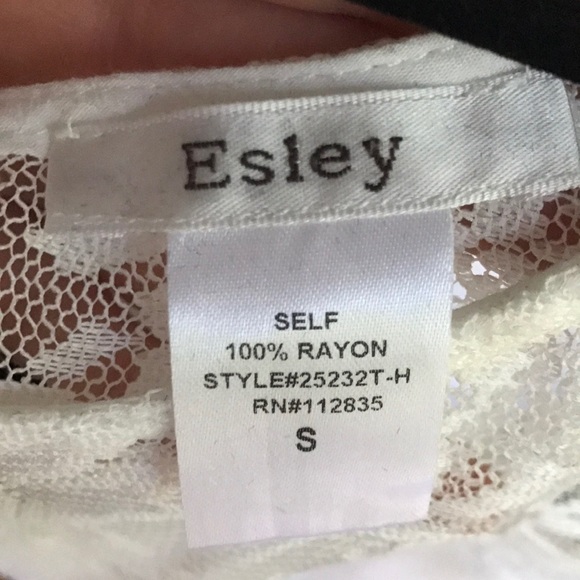 Esley
SELF
100% RAYON
STYLE#25232T-H
RN#112835
S